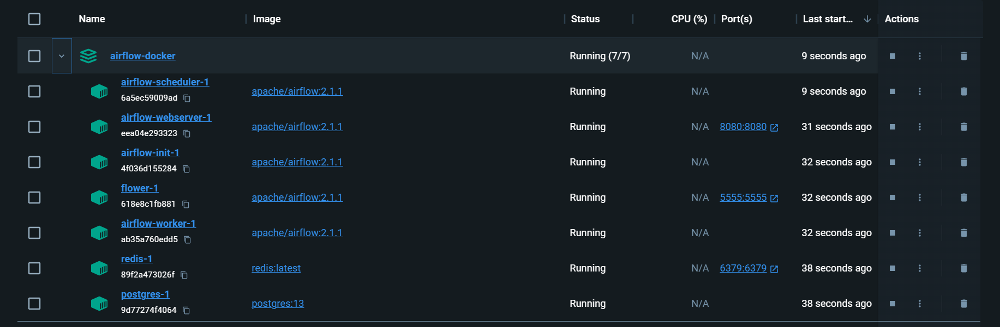 Name Image Status CPU (%) Port(s) Last start... Actions
airflow-docker Running (7/7) N/A 9 seconds ago
airflow-scheduler-1
6a5ec59009ad
apache/airflow:2.1.1 Running N/A 9 seconds ago
airflow-webserver-1
eea04e293323
apache/airflow:2.1.1 Running N/A 8080:8080 31 seconds ago
airflow-init-1
4f036d155284
apache/airflow:2.1.1 Running N/A 32 seconds ago
flower-1
618e8c1fb881
apache/airflow:2.1.1 Running N/A 5555:5555 32 seconds ago
airflow-worker-1
ab35a760edd5
apache/airflow:2.1.1 Running N/A 32 seconds ago
redis-1
89f2a473026f
redis:latest Running N/A 6379:6379 38 seconds ago
postgres-1
9d77274f4064
postgres:13 Running N/A 38 seconds ago